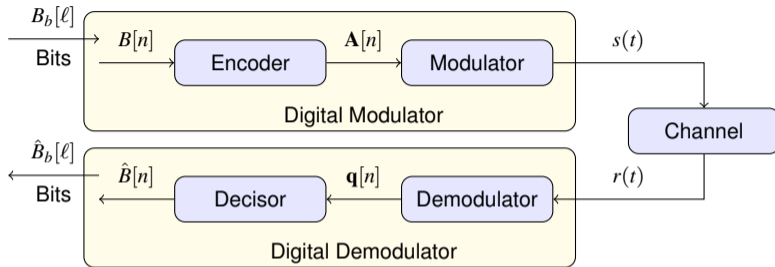 B_b[ℓ]
Bits
B[n]
Encoder
𝐀[n]
Modulator
s(t)
Digital Modulator
Channel
B̂_b[ℓ]
Bits
B̂[n]
Decisor
𝐪[n]
Demodulator
r(t)
Digital Demodulator